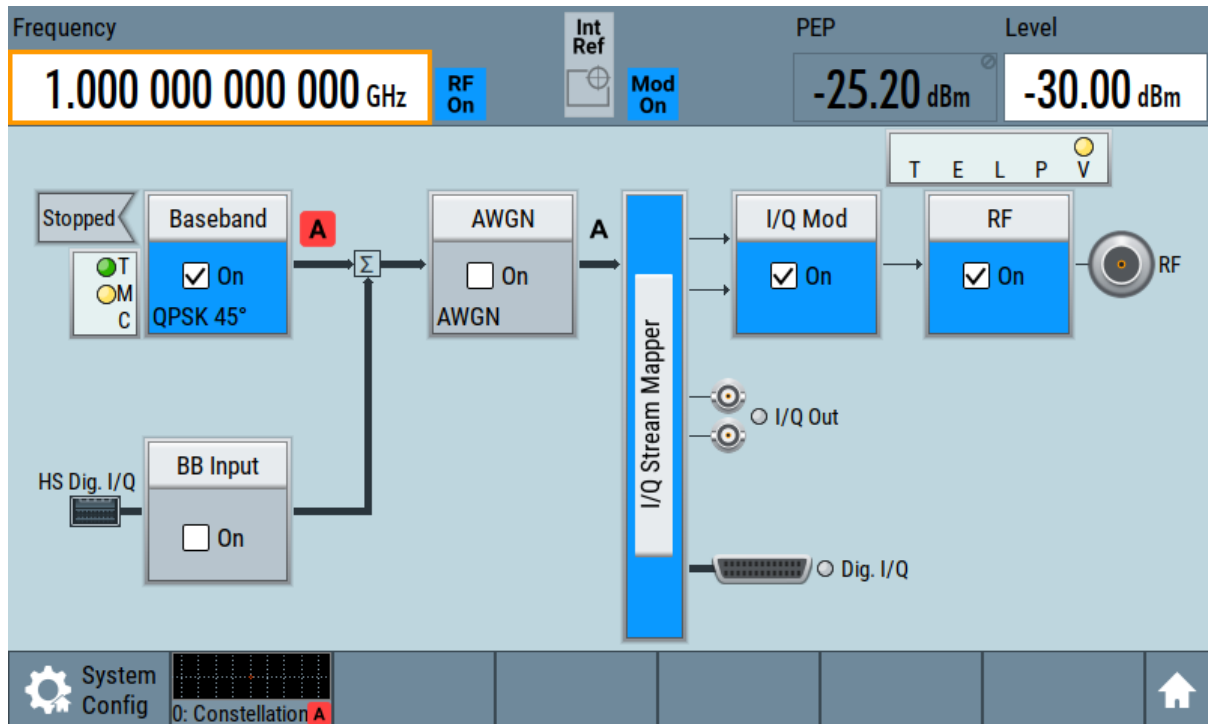 Frequency
Int
Ref
PEP
Level
1.000 000 000 000 GHz
RF
On
Mod
On
-25.20 dBm
-30.00 dBm
T E L P V
Stopped
Baseband
A
AWGN
A
I/Q Mod
RF
T
M
C
On
QPSK 45°
Σ
On
AWGN
On
On
RF
I/Q Stream Mapper
I/Q Out
HS Dig. I/Q
BB Input
On
Dig. I/Q
System
Config
0: Constellation A